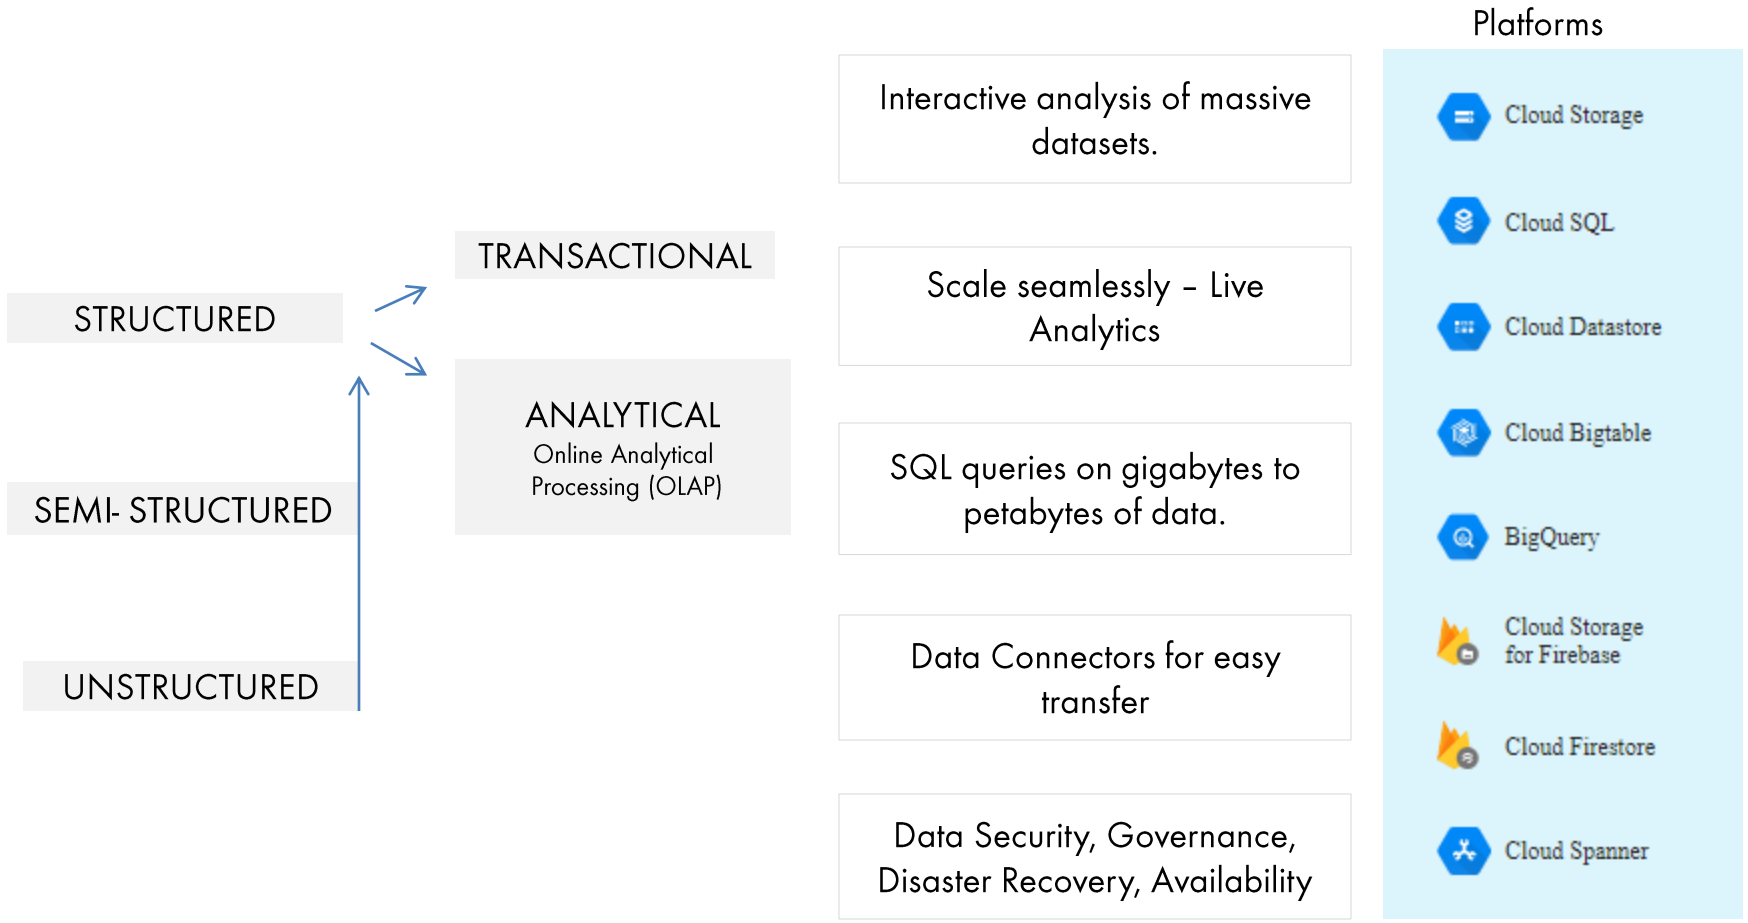 Platforms
STRUCTURED
SEMI- STRUCTURED
UNSTRUCTURED
TRANSACTIONAL
ANALYTICAL
Online Analytical
Processing (OLAP)
Interactive analysis of massive
datasets.
Scale seamlessly – Live
Analytics
SQL queries on gigabytes to
petabytes of data.
Data Connectors for easy
transfer
Data Security, Governance,
Disaster Recovery, Availability
Cloud Storage
Cloud SQL
Cloud Datastore
Cloud Bigtable
BigQuery
Cloud Storage
for Firebase
Cloud Firestore
Cloud Spanner